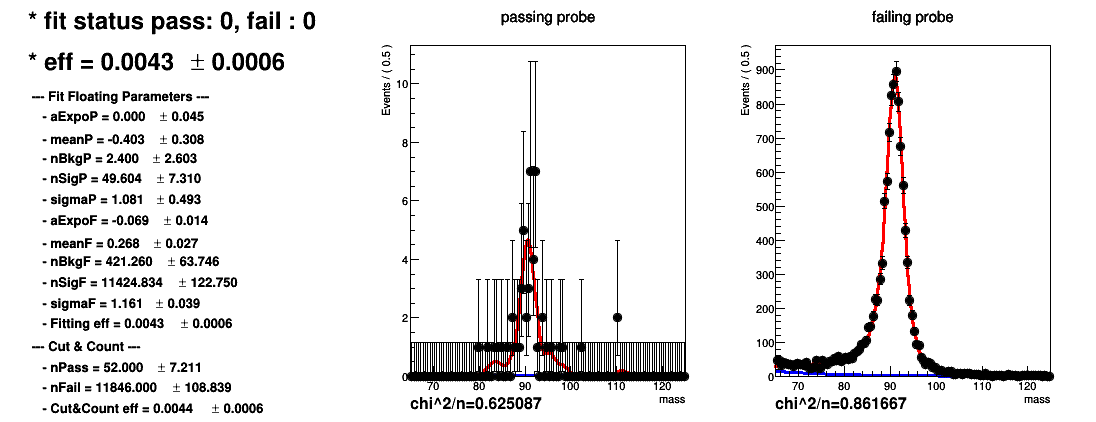 * fit status pass: 0, fail : 0
* eff = 0.0043 ± 0.0006
--- Fit Floating Parameters ---
- aExpoP = 0.000 ± 0.045
- meanP = -0.403 ± 0.308
- nBkgP = 2.400 ± 2.603
- nSigP = 49.604 ± 7.310
- sigmaP = 1.081 ± 0.493
- aExpoF = -0.069 ± 0.014
- meanF = 0.268 ± 0.027
- nBkgF = 421.260 ± 63.746
- nSigF = 11424.834 ± 122.750
- sigmaF = 1.161 ± 0.039
- Fitting eff = 0.0043 ± 0.0006
--- Cut & Count ---
- nPass = 52.000 ± 7.211
- nFail = 11846.000 ± 108.839
- Cut&Count eff = 0.0044 ± 0.0006
passing probe
Events / ( 0.5 )
10
8
6
4
2
0
70 80 90 100 110 120
mass
chi^2/n=0.625087
failing probe
Events / ( 0.5 )
900
800
700
600
500
400
300
200
100
0
70 80 90 100 110 120
mass
chi^2/n=0.861667